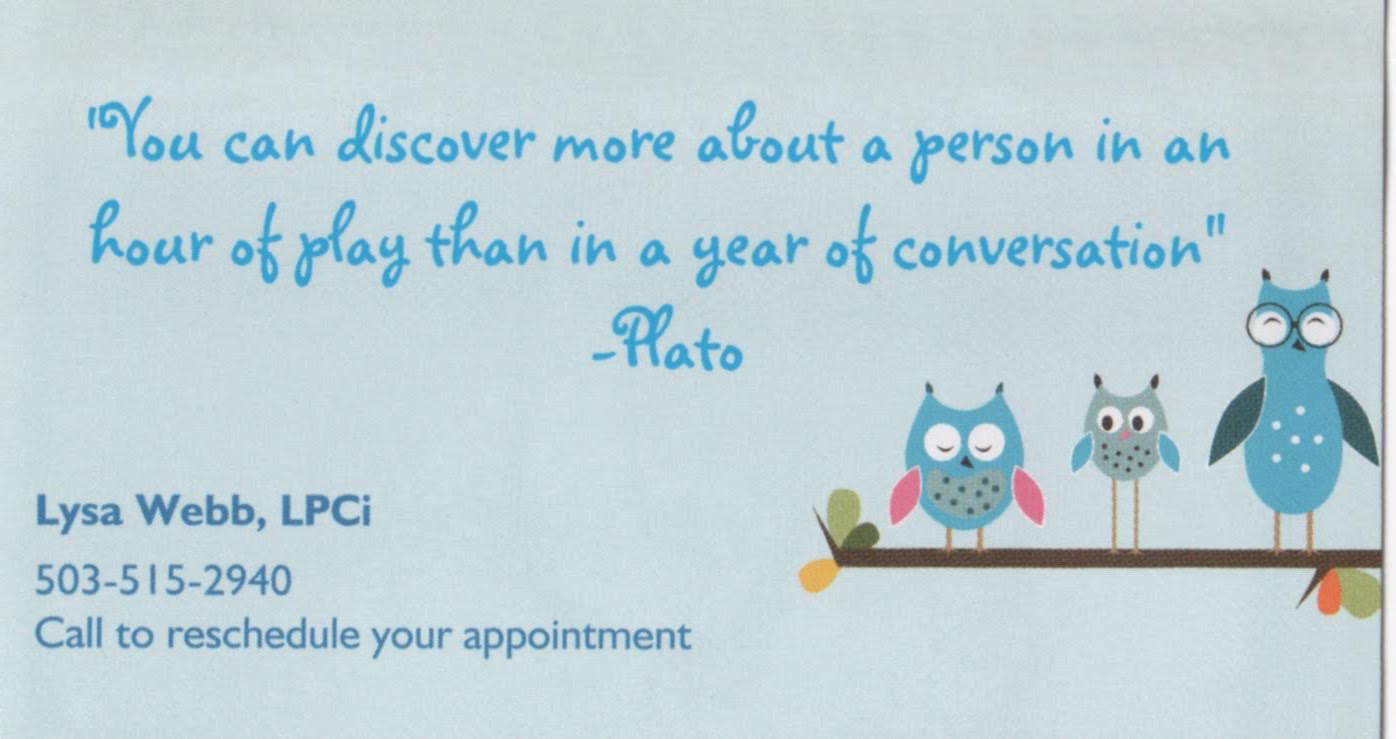 "You can discover more about a person in an
hour of play than in a year of conversation"
-Plato
Lysa Webb, LPCi
503-515-2940
Call to reschedule your appointment